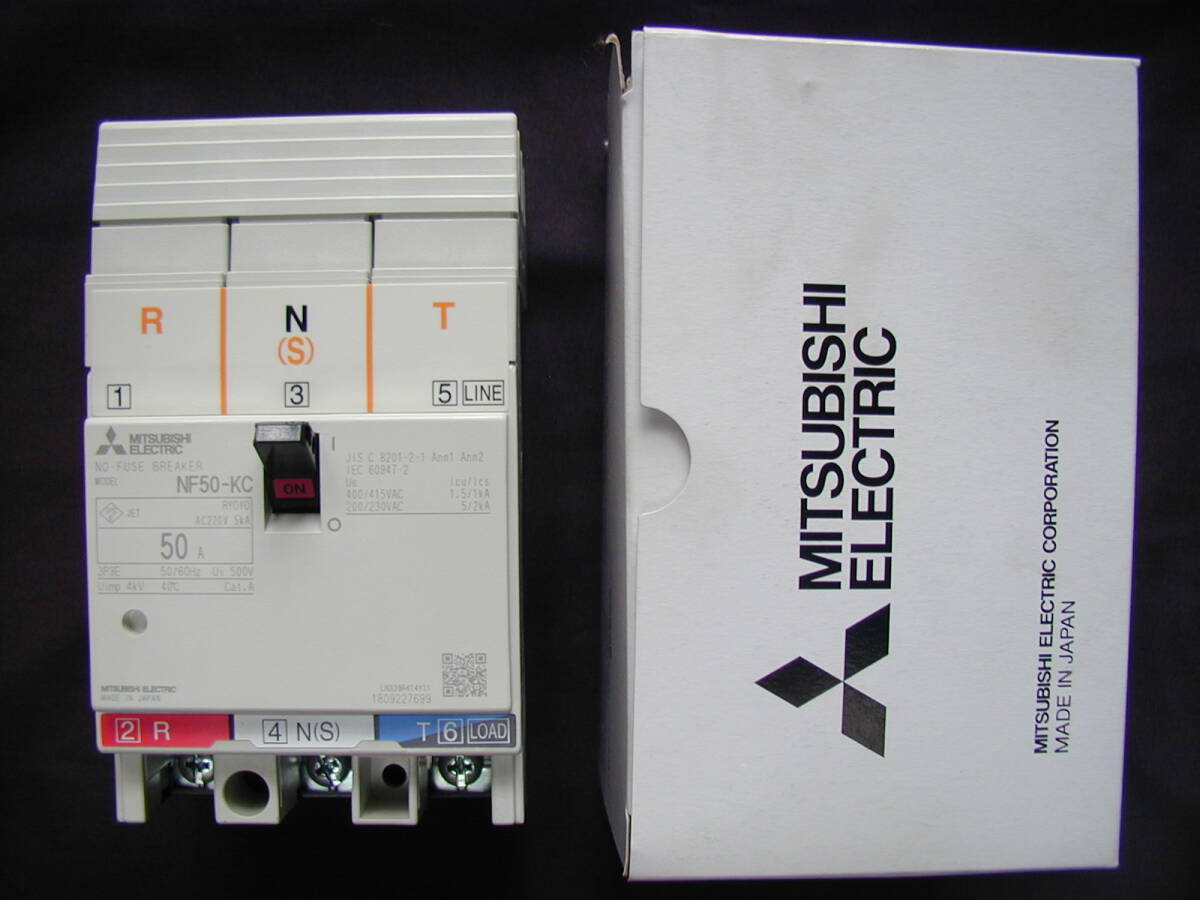 R
N
(S)
T
1
3
5 LINE
MITSUBISHI
ELECTRIC
NO-FUSE BREAKER
MODEL NF50-KC
JET
RYOYO
AC220V 5kA
50 A
3P3E 50/60Hz Ui 500V
Uimp 4kV 40℃ Cat.A
ON
I
O
JIS C 8201-2-1 Ann1 Ann2
IEC 60947-2
Ue Icu/Ics
400/415VAC 1.5/1kA
200/230VAC 5/2kA
MITSUBISHI ELECTRIC
MADE IN JAPAN
1809227699
2 R
4 N(S)
T 6 LOAD
MITSUBISHI
ELECTRIC
MITSUBISHI ELECTRIC CORPORATION
MADE IN JAPAN